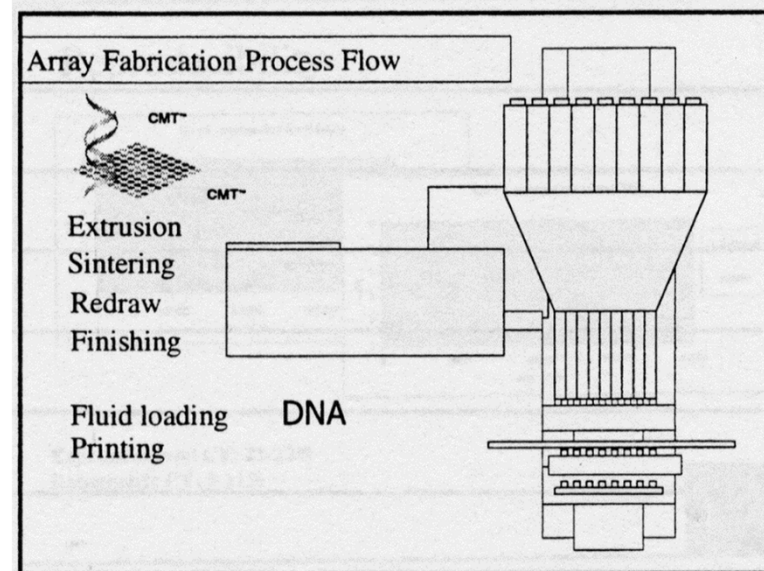 Array Fabrication Process Flow
CMT™
CMT™
Extrusion
Sintering
Redraw
Finishing
Fluid loading
DNA
Printing